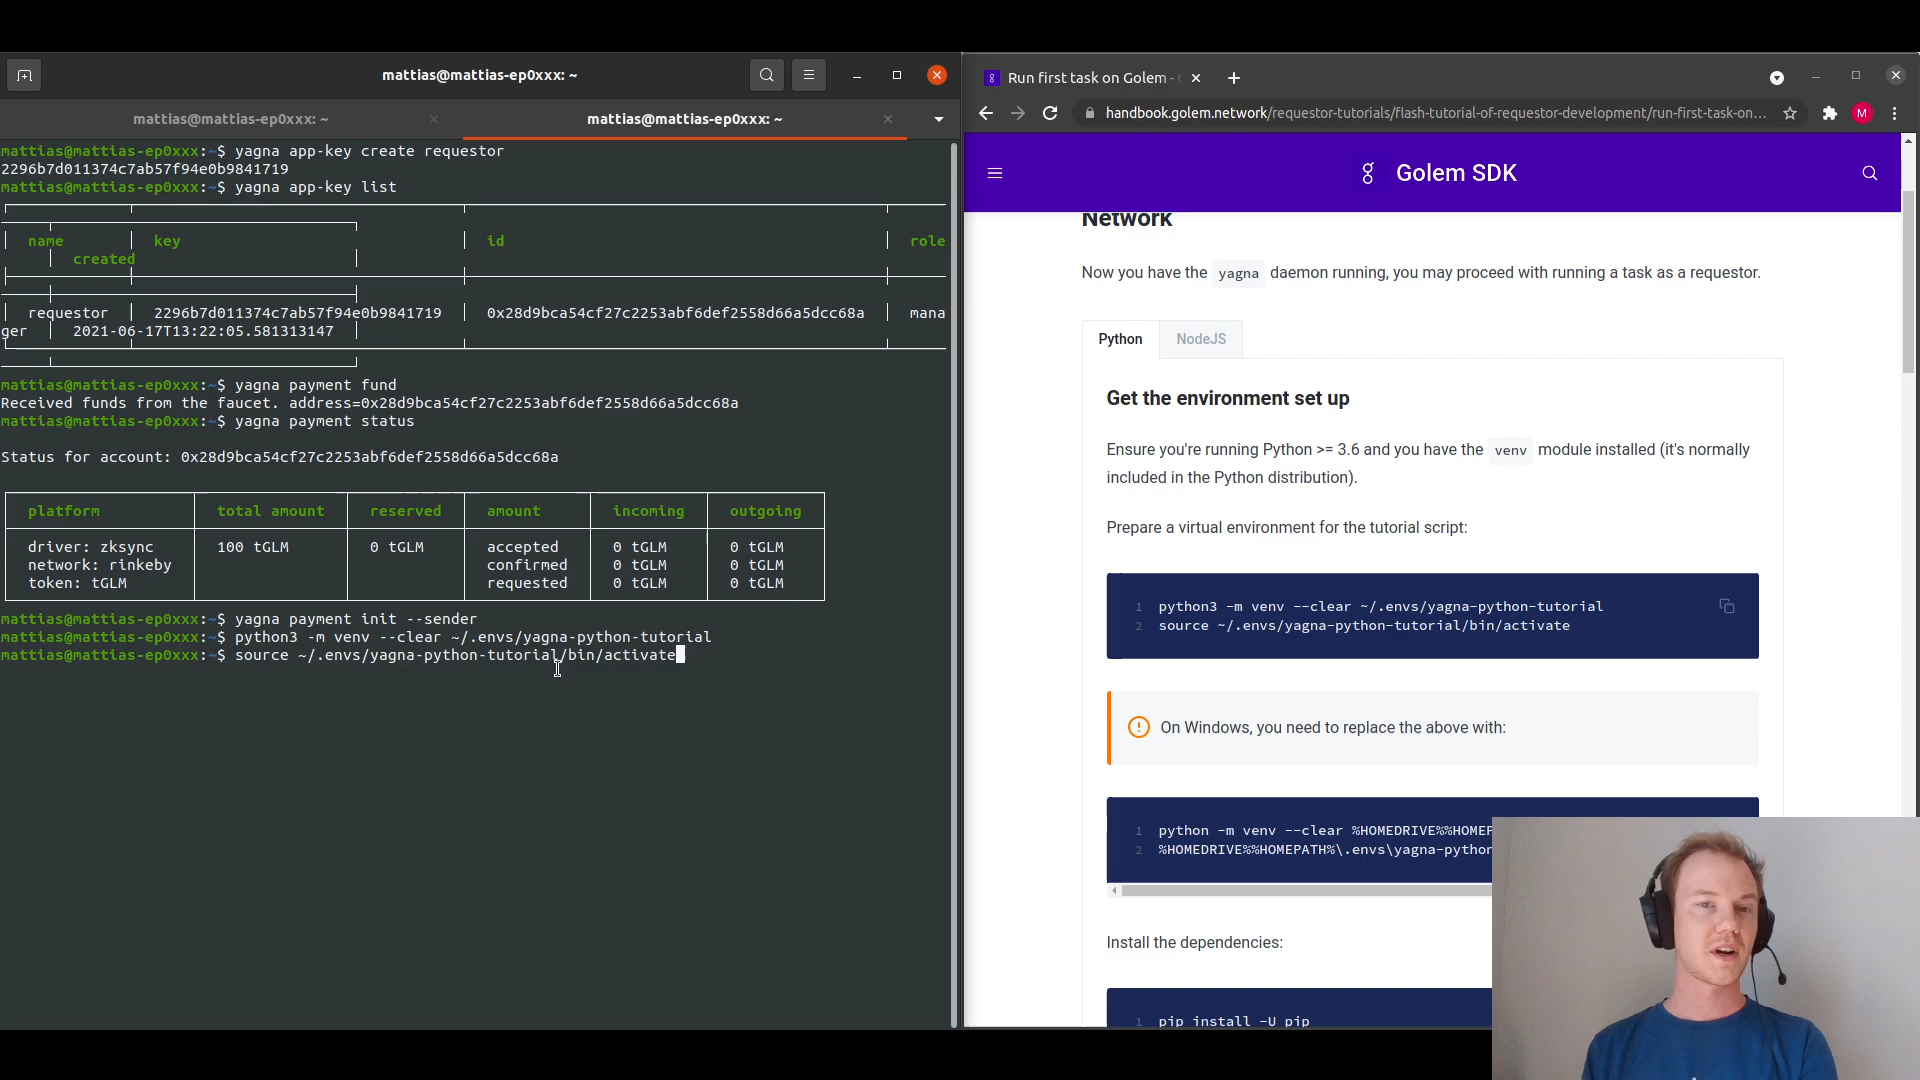 mattias@mattias-ep0xxx: ~
mattias@mattias-ep0xxx: ~
mattias@mattias-ep0xxx: ~
mattias@mattias-ep0xxx:~$ yagna app-key create requestor
2296b7d011374c7ab57f94e0b9841719
mattias@mattias-ep0xxx:~$ yagna app-key list
name key id role
created
requestor 2296b7d011374c7ab57f94e0b9841719 0x28d9bca54cf27c2253abf6def2558d66a5dcc68a mana
ger 2021-06-17T13:22:05.581313147
mattias@mattias-ep0xxx:~$ yagna payment fund
Received funds from the faucet. address=0x28d9bca54cf27c2253abf6def2558d66a5dcc68a
mattias@mattias-ep0xxx:~$ yagna payment status
Status for account: 0x28d9bca54cf27c2253abf6def2558d66a5dcc68a
platform total amount reserved amount incoming outgoing
driver: zksync 100 tGLM 0 tGLM accepted 0 tGLM 0 tGLM
network: rinkeby confirmed 0 tGLM 0 tGLM
token: tGLM requested 0 tGLM 0 tGLM
mattias@mattias-ep0xxx:~$ yagna payment init --sender
mattias@mattias-ep0xxx:~$ python3 -m venv --clear ~/.envs/yagna-python-tutorial
mattias@mattias-ep0xxx:~$ source ~/.envs/yagna-python-tutorial/bin/activate
Run first task on Golem -
handbook.golem.network/requestor-tutorials/flash-tutorial-of-requestor-development/run-first-task-on...
M
Golem SDK
Network
Now you have the yagna daemon running, you may proceed with running a task as a requestor.
Python NodeJS
Get the environment set up
Ensure you're running Python >= 3.6 and you have the venv module installed (it's normally
included in the Python distribution).
Prepare a virtual environment for the tutorial script:
1 python3 -m venv --clear ~/.envs/yagna-python-tutorial
2 source ~/.envs/yagna-python-tutorial/bin/activate
On Windows, you need to replace the above with:
1 python -m venv --clear %HOMEDRIVE%%HOMEP
2 %HOMEDRIVE%%HOMEPATH%\.envs\yagna-python
Install the dependencies:
1 pip install -U pip